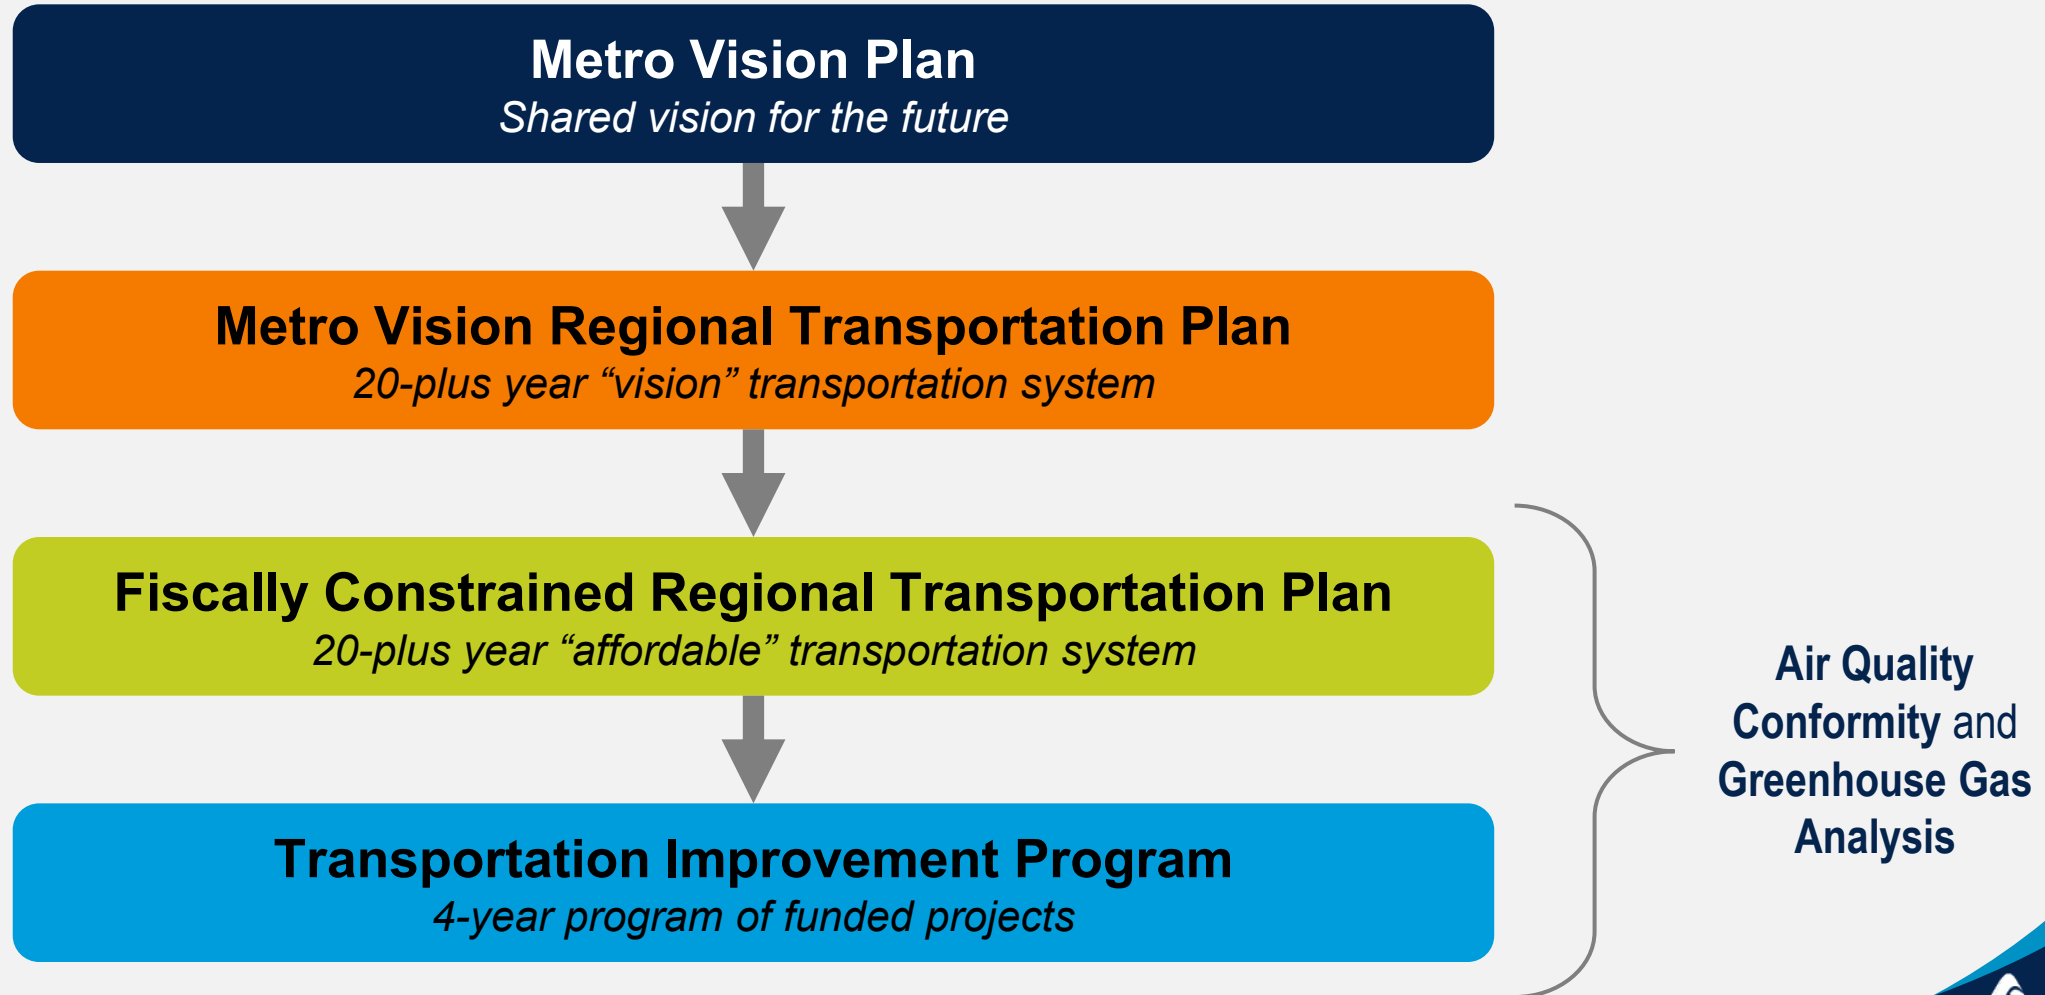 Metro Vision Plan
Shared vision for the future
Metro Vision Regional Transportation Plan
20-plus year “vision” transportation system
Fiscally Constrained Regional Transportation Plan
20-plus year “affordable” transportation system
Transportation Improvement Program
4-year program of funded projects
Air Quality
Conformity and
Greenhouse Gas
Analysis